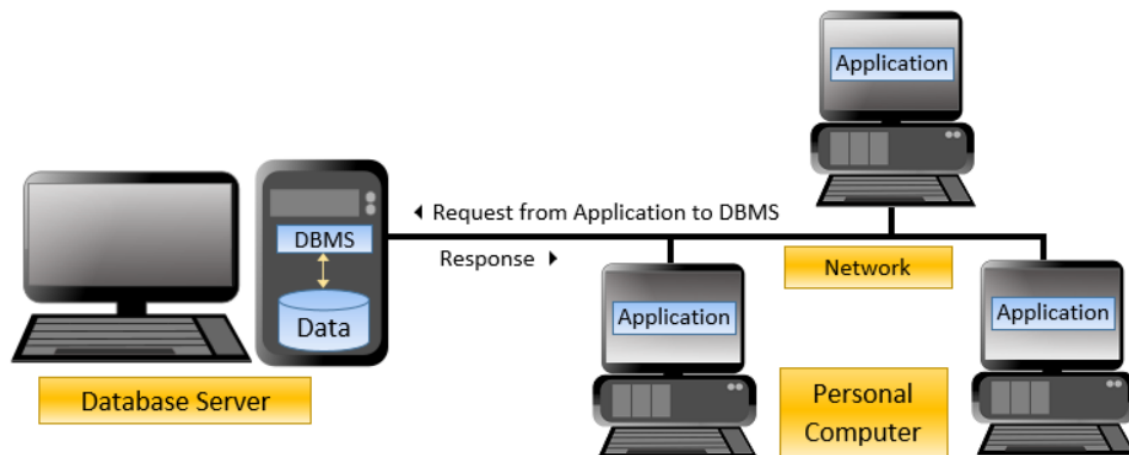 Application
Request from Application to DBMS
DBMS
Response
Network
Data
Application
Application
Database Server
Personal
Computer